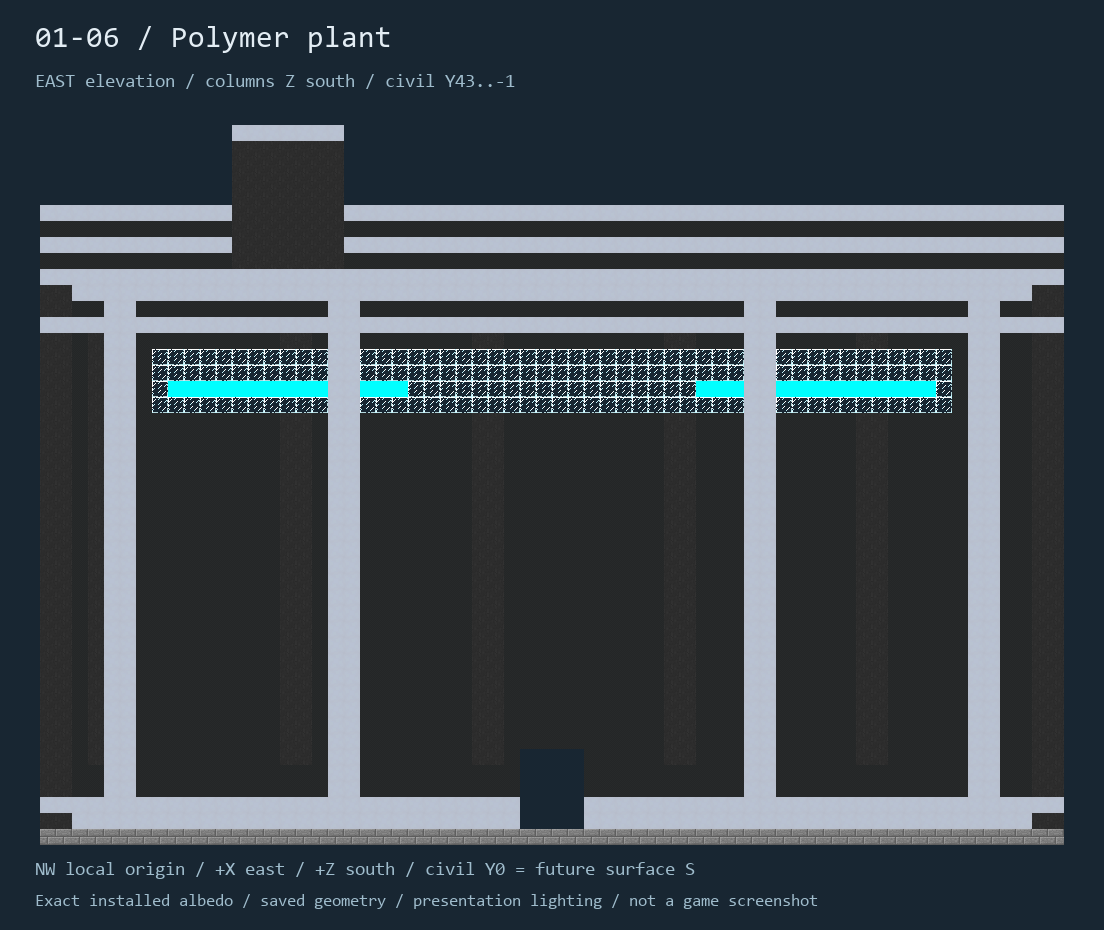 01-06 / Polymer plant
EAST elevation / columns Z south / civil Y43..-1
NW local origin / +X east / +Z south / civil Y0 = future surface S
Exact installed albedo / saved geometry / presentation lighting / not a game screenshot